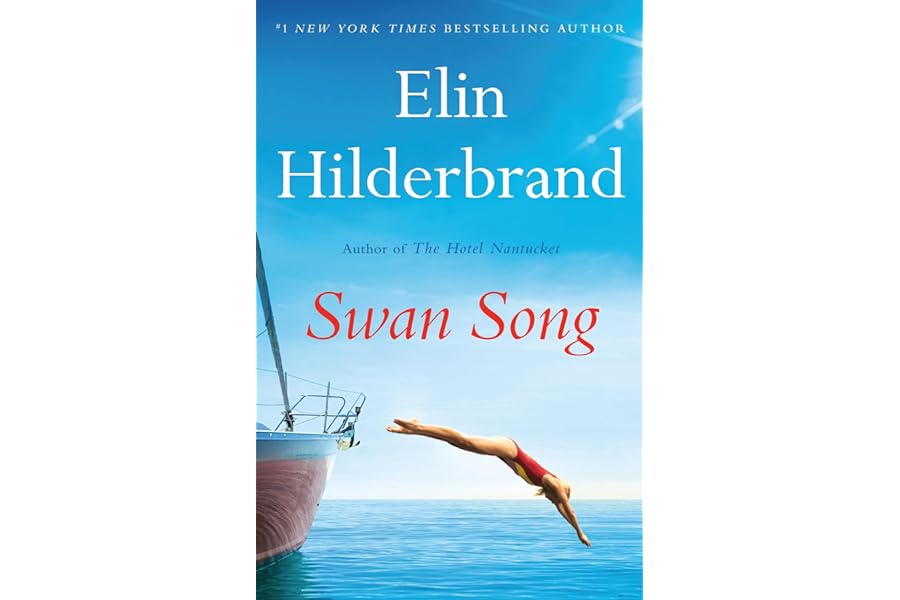 #1 NEW YORK TIMES BESTSELLING AUTHOR
Elin
Hilderbrand
Author of The Hotel Nantucket
Swan Song